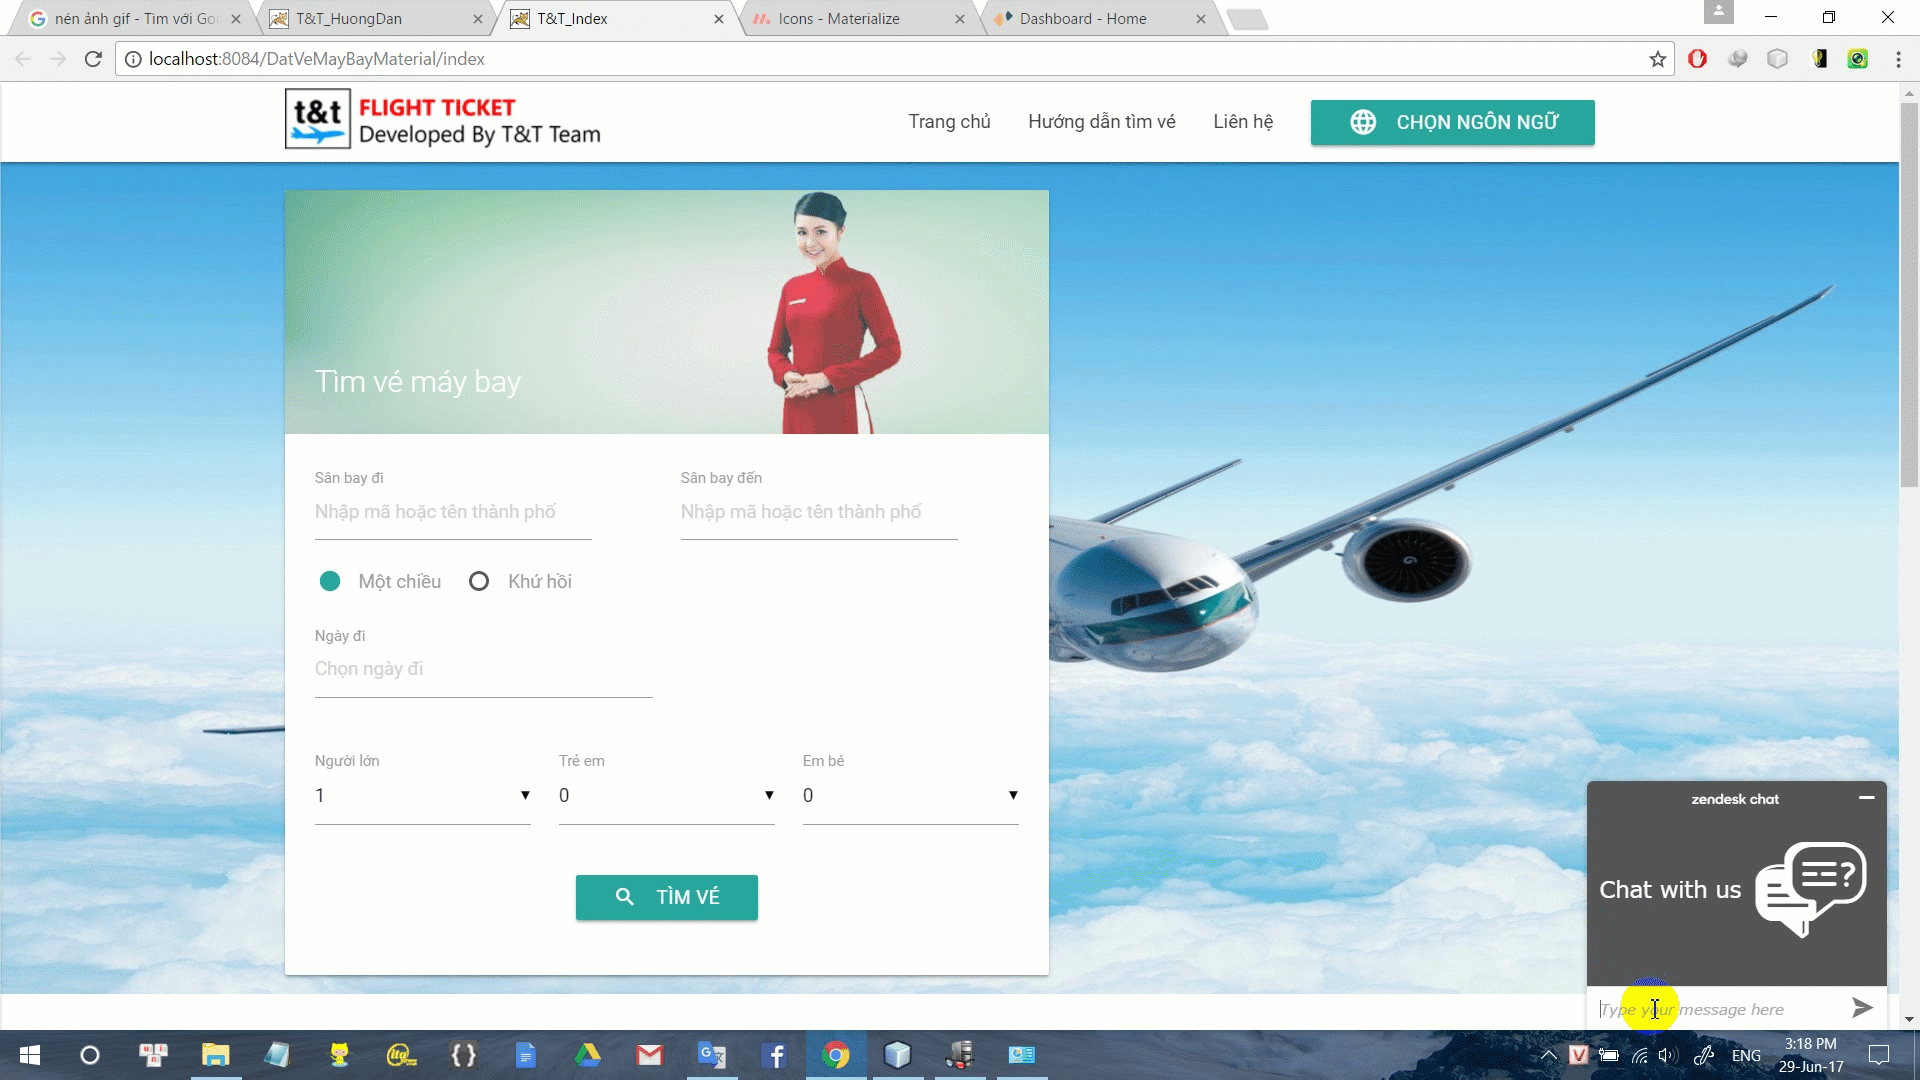 nén ảnh gif - Tìm với Goo
T&T_HuongDan
T&T_Index
Icons - Materialize
Dashboard - Home
localhost:8084/DatVeMayBayMaterial/index
t&t
FLIGHT TICKET
Developed By T&T Team
Trang chủ
Hướng dẫn tìm vé
Liên hệ
CHỌN NGÔN NGỮ
Tìm vé máy bay
Sân bay đi
Sân bay đến
Nhập mã hoặc tên thành phố
Nhập mã hoặc tên thành phố
Một chiều
Khứ hồi
Ngày đi
Chọn ngày đi
Người lớn
Trẻ em
Em bé
1
0
0
TÌM VÉ
zendesk chat
Chat with us
Type your message here
ENG
3:18 PM
29-Jun-17